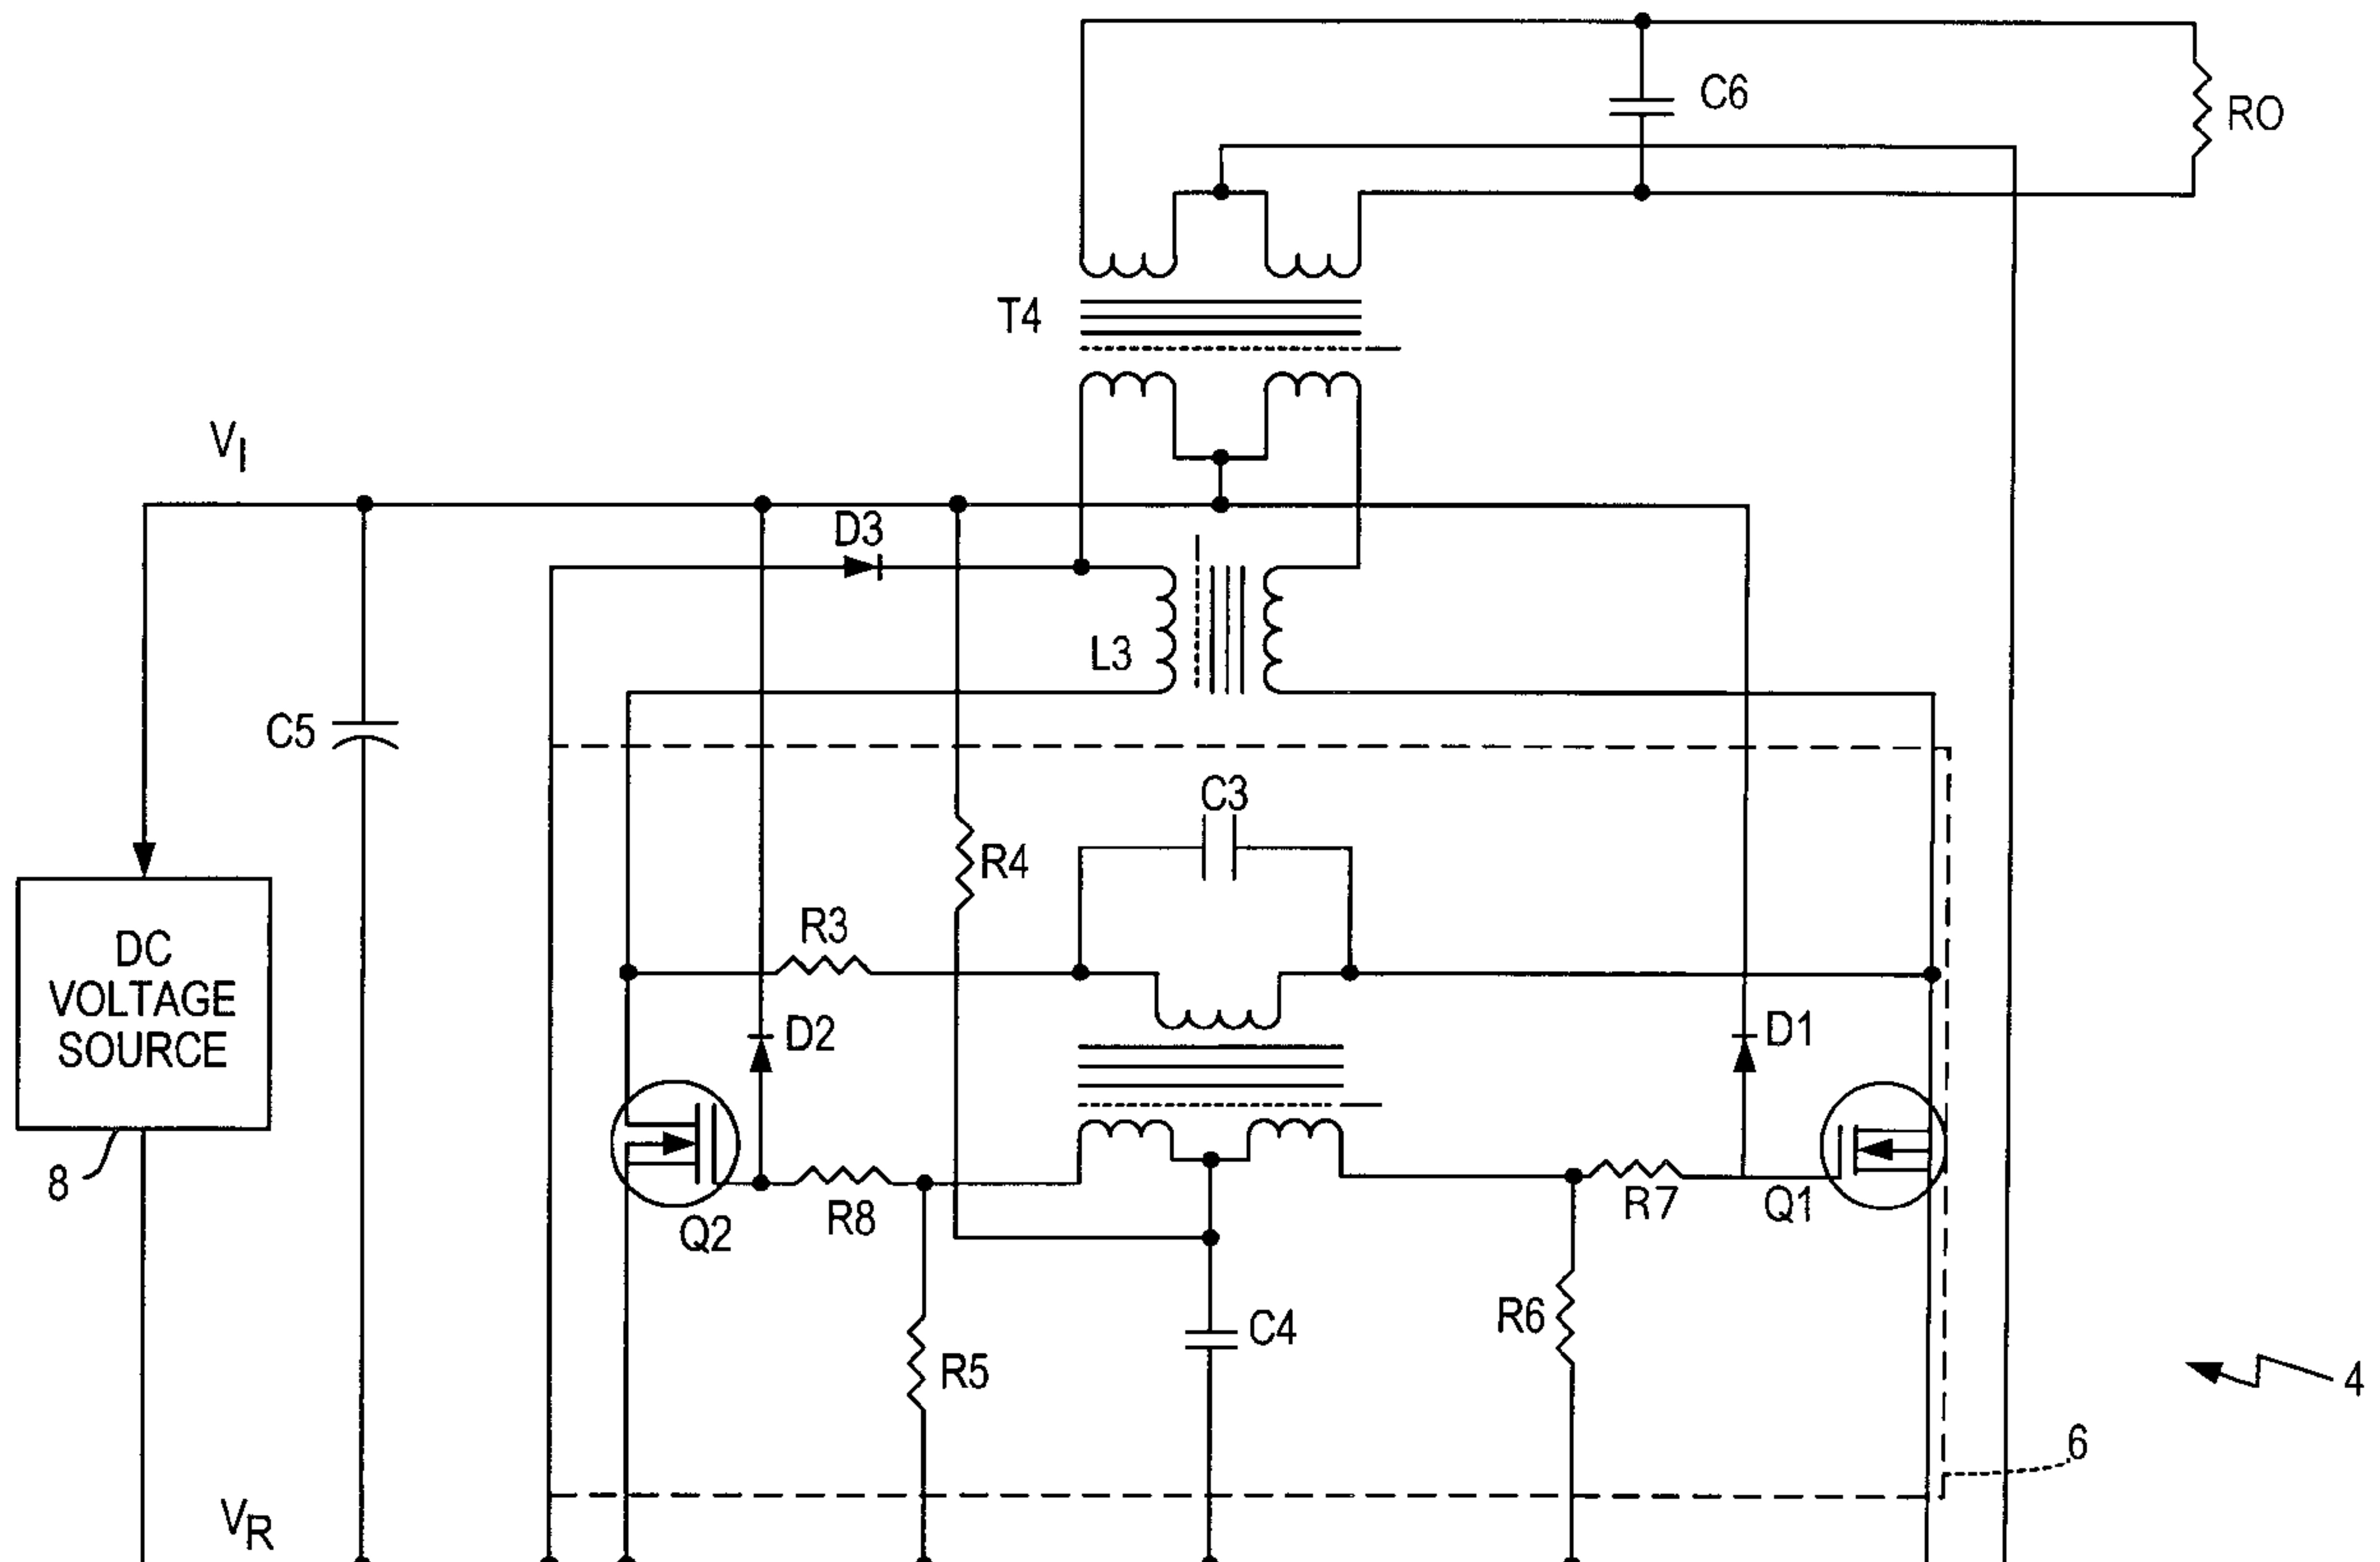 C6
RO
T4
VI
D3
L3
C5
C3
R4
R3
DC
VOLTAGE
SOURCE
D2
D1
8
Q2
R8
R7
Q1
R6
C4
R5
4
6
VR